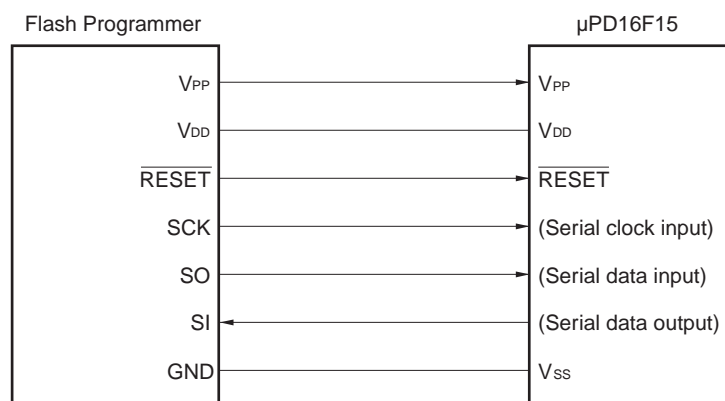 Flash Programmer
µPD16F15
VPP
VPP
VDD
VDD
RESET
RESET
SCK
(Serial clock input)
SO
(Serial data input)
SI
(Serial data output)
GND
VSS